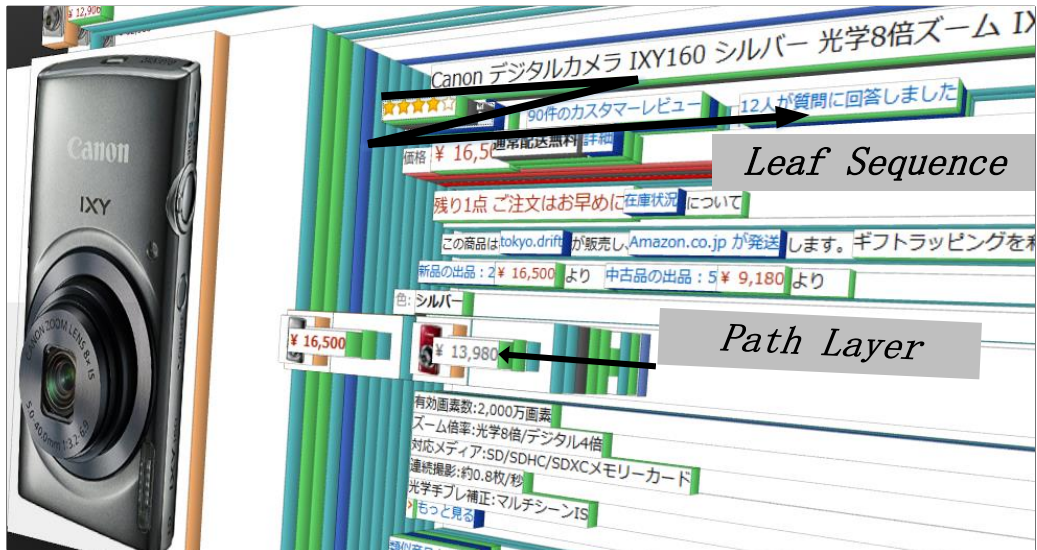 ¥ 12,906
Canon デジタルカメラ IXY160 シルバー 光学8倍ズーム IX
90件のカスタマーレビュー
12人が質問に回答しました
価格 ¥ 16,50 通常配送無料 詳細
Leaf Sequence
残り1点 ご注文はお早めに 在庫状況 について
この商品は tokyo.drift が販売し、 Amazon.co.jp が発送 します。 ギフトラッピングを利
新品の出品：2 ¥ 16,500 より 中古品の出品：5 ¥ 9,180 より
色: シルバー
¥ 16,500
¥ 13,980
Path Layer
有効画素数:2,000万画素
ズーム倍率:光学8倍/デジタル4倍
対応メディア:SD/SDHC/SDXCメモリーカード
連続撮影:約0.8枚/秒
光学手ブレ補正:マルチシーンIS
もっと見る
Canon
IXY
CANON ZOOM LENS 8x IS
5.0-40.0mm 1:3.2-6.9